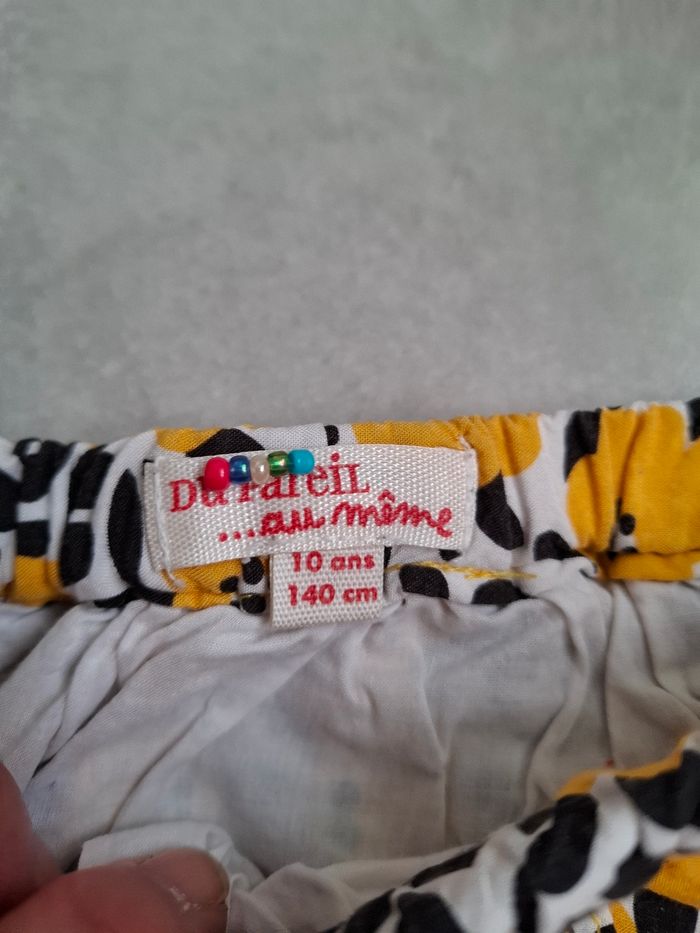 Du Pareil
...au même
10 ans
140 cm